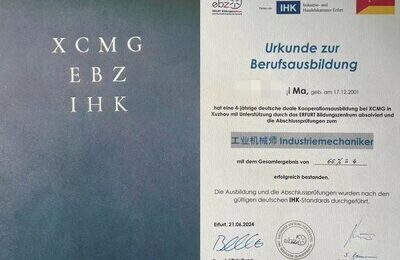 XCMG
EBZ
IHK
ebz
IHK Industrie- und
Handelskammer Erfurt
Urkunde zur
Berufsausbildung
i Ma, geb. am 17.12.2001
hat eine 4-jährige deutsche duale Kooperationsausbildung bei XCMG in
Xuzhou mit Unterstützung durch das ERFURT Bildungszentrum absolviert und
die Abschlussprüfungen zum
工业机械师 Industriemechaniker
mit dem Gesamtergebnis von
erfolgreich bestanden.
Die Ausbildung und die Abschlussprüfungen wurden nach den
gültigen deutschen IHK-Standards durchgeführt.
Erfurt, 21.06.2024
ebz